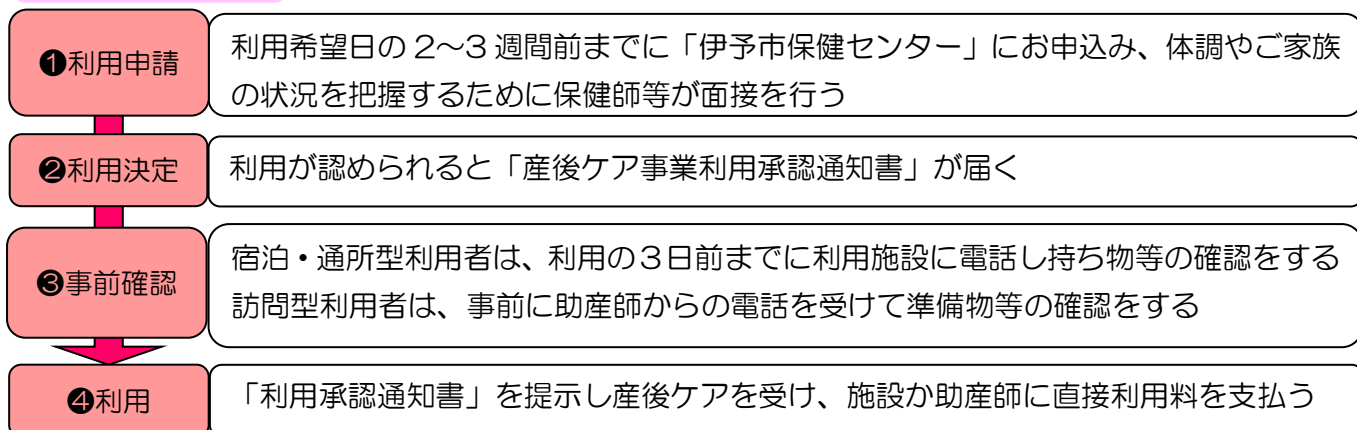 ❶利用申請
利用希望日の2～3週間前までに「伊予市保健センター」にお申込み、体調やご家族
の状況を把握するために保健師等が面接を行う
❷利用決定
利用が認められると「産後ケア事業利用承認通知書」が届く
❸事前確認
宿泊・通所型利用者は、利用の3日前までに利用施設に電話し持ち物等の確認をする
訪問型利用者は、事前に助産師からの電話を受けて準備物等の確認をする
❹利用
「利用承認通知書」を提示し産後ケアを受け、施設か助産師に直接利用料を支払う